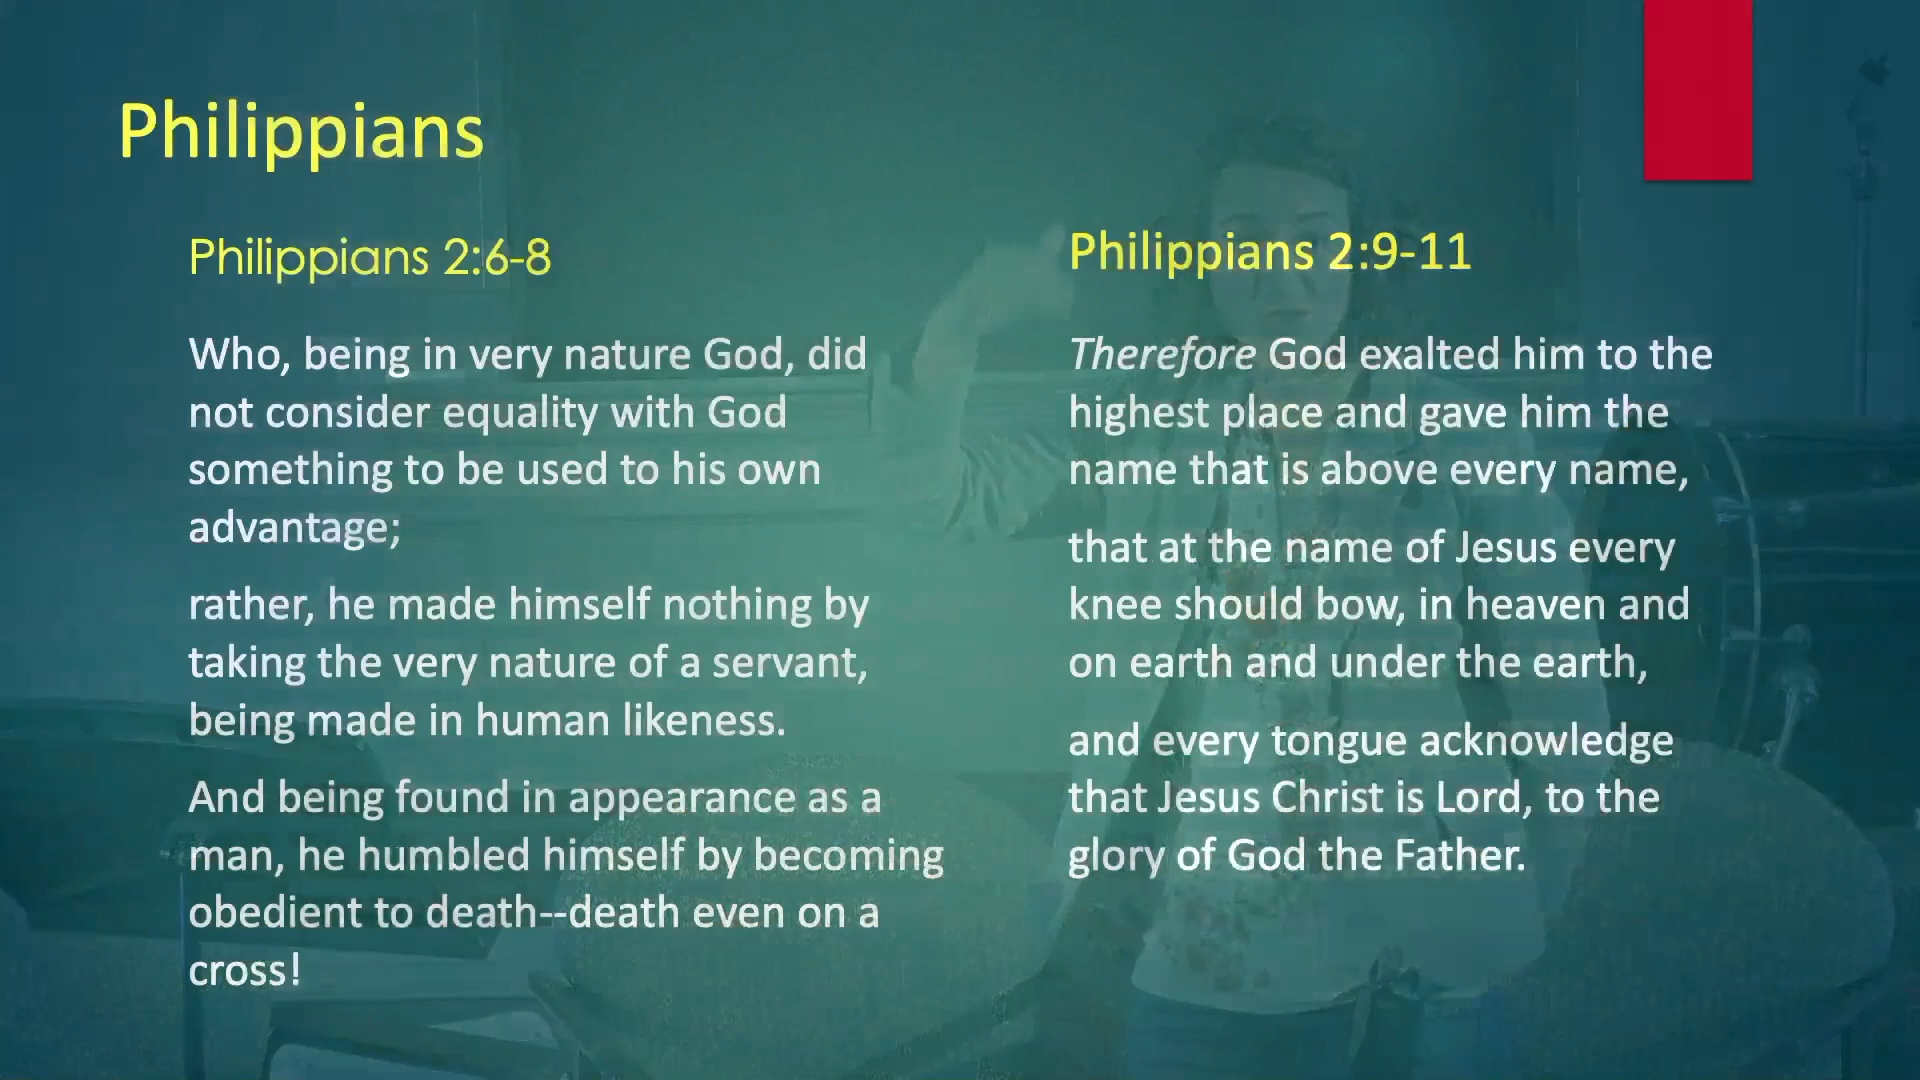 Philippians
Philippians 2:6-8
Who, being in very nature God, did
not consider equality with God
something to be used to his own
advantage;
rather, he made himself nothing by
taking the very nature of a servant,
being made in human likeness.
And being found in appearance as a
man, he humbled himself by becoming
obedient to death--death even on a
cross!
Philippians 2:9-11
Therefore God exalted him to the
highest place and gave him the
name that is above every name,
that at the name of Jesus every
knee should bow, in heaven and
on earth and under the earth,
and every tongue acknowledge
that Jesus Christ is Lord, to the
glory of God the Father.